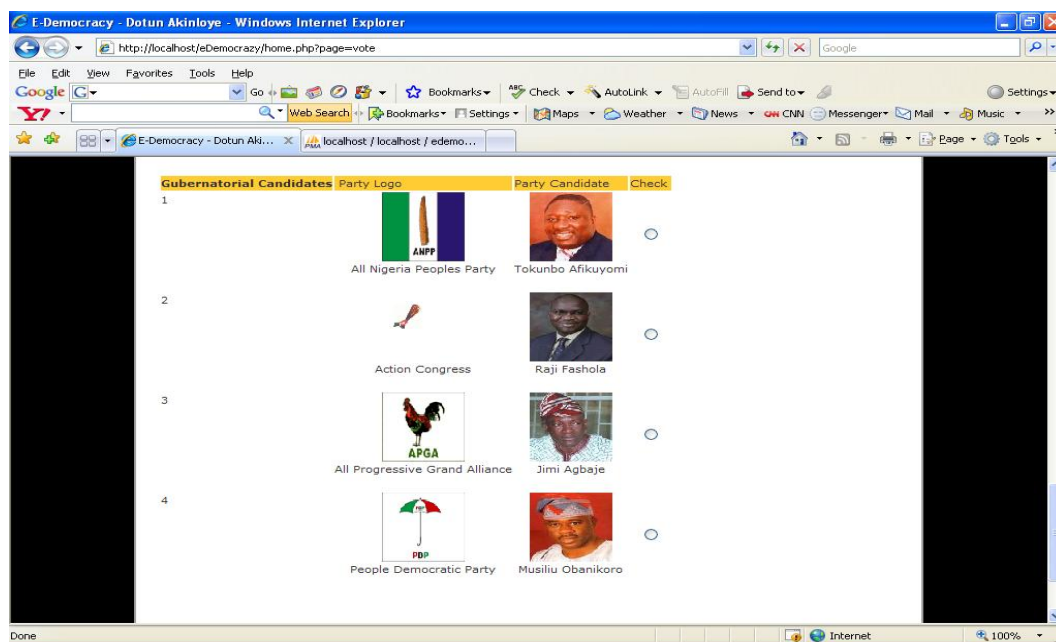 E-Democracy - Dotun Akinloye - Windows Internet Explorer
http://localhost/eDemocrazy/home.php?page=vote
Google
File Edit View Favorites Tools Help
Google G Go Bookmarks ABC Check AutoLink AutoFill Send to Settings
Y! Web Search Bookmarks Settings Maps Weather News CNN CNN Messenger Mail Music >>
E-Democracy - Dotun Aki... X PMA localhost / localhost / edemo... Page Tools
Gubernatorial Candidates Party Logo Party Candidate Check
1
ANPP
All Nigeria Peoples Party Tokunbo Afikuyomi
2
Action Congress Raji Fashola
3
APGA
All Progressive Grand Alliance Jimi Agbaje
4
PDP
PDP
People Democratic Party Musiliu Obanikoro
Done Internet 100%